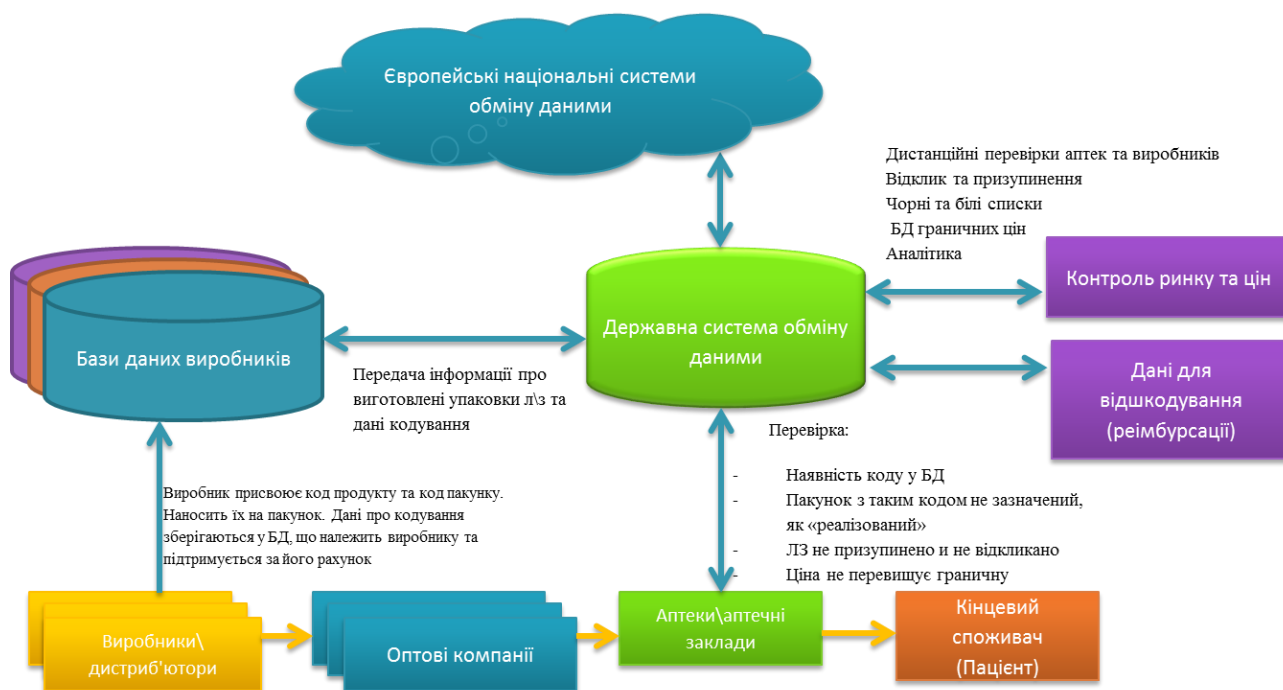 Європейські національні системи
обміну даними
Дистанційні перевірки аптек та виробників
Відклик та призупинення
Чорні та білі списки
БД граничних цін
Аналітика
Контроль ринку та цін
Бази даних виробників
Державна система обміну
даними
Передача інформації про
виготовлені упаковки л\з та
дані кодування
Дані для
відшкодування
(реімбурсації)
Перевірка:
- Наявність коду у БД
- Пакунок з таким кодом не зазначений,
як «реалізований»
- ЛЗ не призупинено и не відкликано
- Ціна не перевищує граничну
Виробник присвоює код продукту та код пакунку.
Наносить їх на пакунок. Дані про кодування
зберігаються у БД, що належить виробнику та
підтримується за його рахунок
Виробники\
дистриб'ютори
Оптові компанії
Аптеки\аптечні
заклади
Кінцевий
споживач
(Пацієнт)